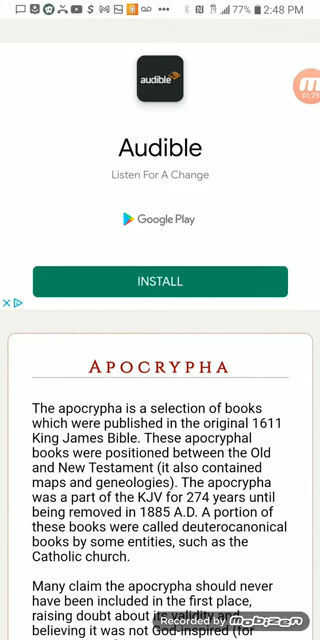 77% 2:48 PM
audible
01:29
Audible
Listen For A Change
Google Play
INSTALL
APOCRYPHA
The apocrypha is a selection of books
which were published in the original 1611
King James Bible. These apocryphal
books were positioned between the Old
and New Testament (it also contained
maps and geneologies). The apocrypha
was a part of the KJV for 274 years until
being removed in 1885 A.D. A portion of
these books were called deuterocanonical
books by some entities, such as the
Catholic church.
Many claim the apocrypha should never
have been included in the first place,
raising doubt about its validity and
believing it was not God-inspired (for
Recorded by mobizen